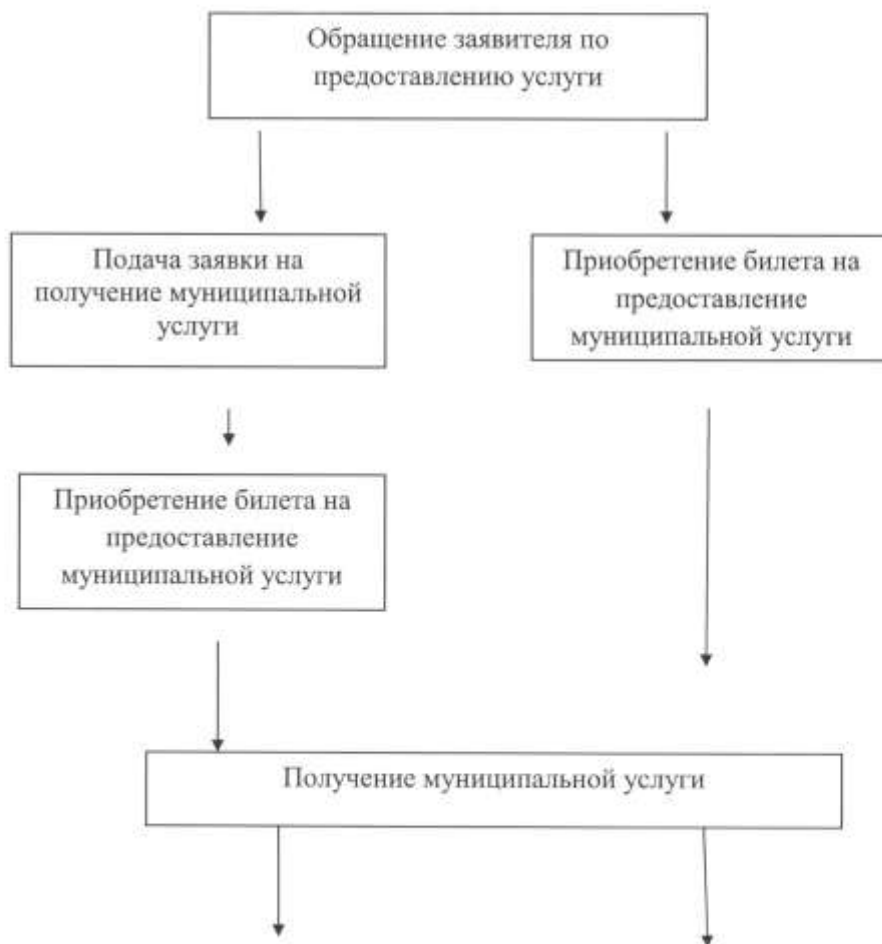 Обращение заявителя по
предоставлению услуги
Подача заявки на
получение муниципальной
услуги
Приобретение билета на
предоставление
муниципальной услуги
Приобретение билета на
предоставление
муниципальной услуги
Получение муниципальной услуги